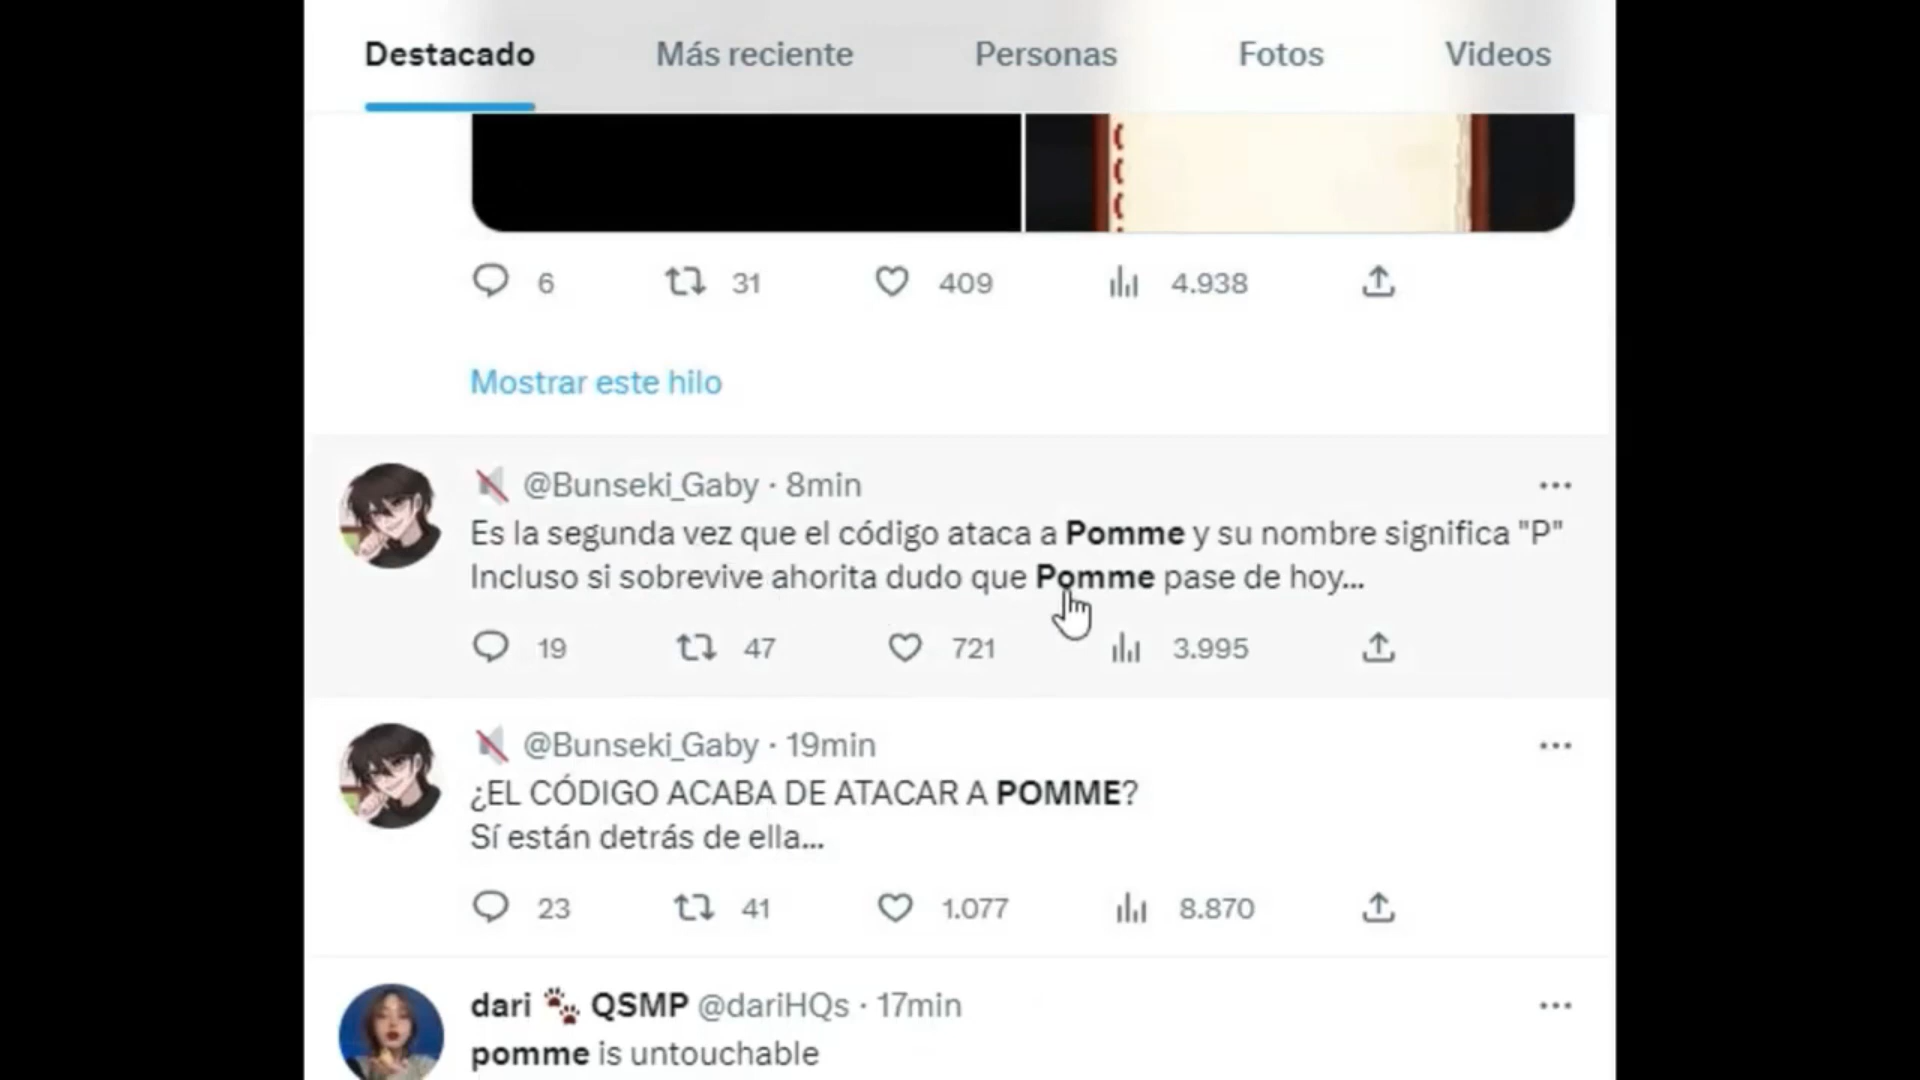 Destacado Más reciente Personas Fotos Videos
6 31 409 4.938
Mostrar este hilo
@Bunseki_Gaby · 8min
Es la segunda vez que el código ataca a Pomme y su nombre significa "P"
Incluso si sobrevive ahorita dudo que Pomme pase de hoy...
19 47 721 3.995
@Bunseki_Gaby · 19min
¿EL CÓDIGO ACABA DE ATACAR A POMME?
Sí están detrás de ella...
23 41 1.077 8.870
dari 🐾 QSMP @dariHQs · 17min
pomme is untouchable